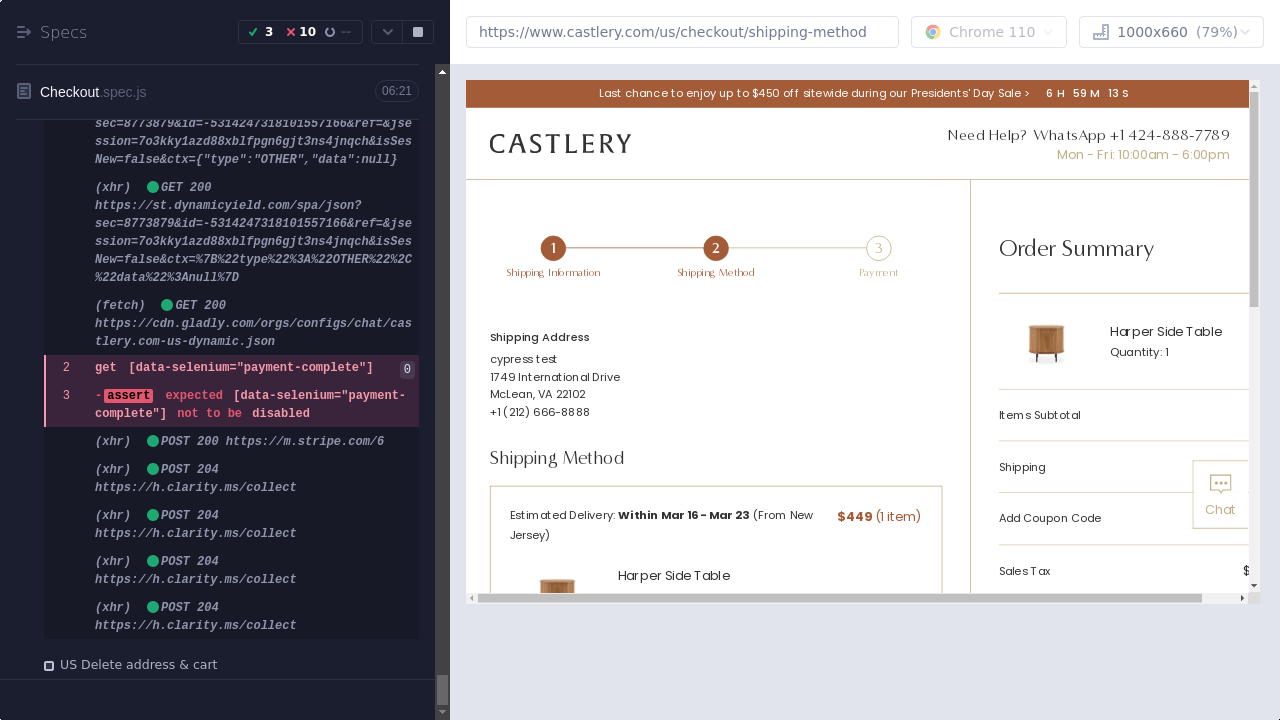 Specs
3
10
--
Checkout.spec.js
06:21
sec=8773879&id=-5314247318101557166&ref=&jse
ssion=7o3kky1azd88xblfpgn6gjt3ns4jnqch&isSes
New=false&ctx={"type":"OTHER","data":null}
(xhr) GET 200
https://st.dynamicyield.com/spa/json?
sec=8773879&id=-5314247318101557166&ref=&jse
ssion=7o3kky1azd88xblfpgn6gjt3ns4jnqch&isSes
New=false&ctx=%7B%22type%22%3A%22OTHER%22%2C
%22data%22%3Anull%7D
(fetch) GET 200
https://cdn.gladly.com/orgs/configs/chat/cas
tlery.com-us-dynamic.json
2 get [data-selenium="payment-complete"] 0
3 -assert expected [data-selenium="payment-
complete"] not to be disabled
(xhr) POST 200 https://m.stripe.com/6
(xhr) POST 204
https://h.clarity.ms/collect
(xhr) POST 204
https://h.clarity.ms/collect
(xhr) POST 204
https://h.clarity.ms/collect
(xhr) POST 204
https://h.clarity.ms/collect
US Delete address & cart
https://www.castlery.com/us/checkout/shipping-method
Chrome 110
1000x660 (79%)
Last chance to enjoy up to $450 off sitewide during our Presidents' Day Sale > 6 H 59 M 13 S
CASTLERY
Need Help? WhatsApp +1 424-888-7789
Mon - Fri: 10:00am - 6:00pm
1
2
3
Shipping Information
Shipping Method
Payment
Shipping Address
cypress test
1749 International Drive
McLean, VA 22102
+1 (212) 666-8888
Shipping Method
Estimated Delivery: Within Mar 16 - Mar 23 (From New
Jersey)
$449 (1 item)
Harper Side Table
Order Summary
Harper Side Table
Quantity: 1
Items Subtotal
Shipping
Add Coupon Code
Sales Tax
$
Chat